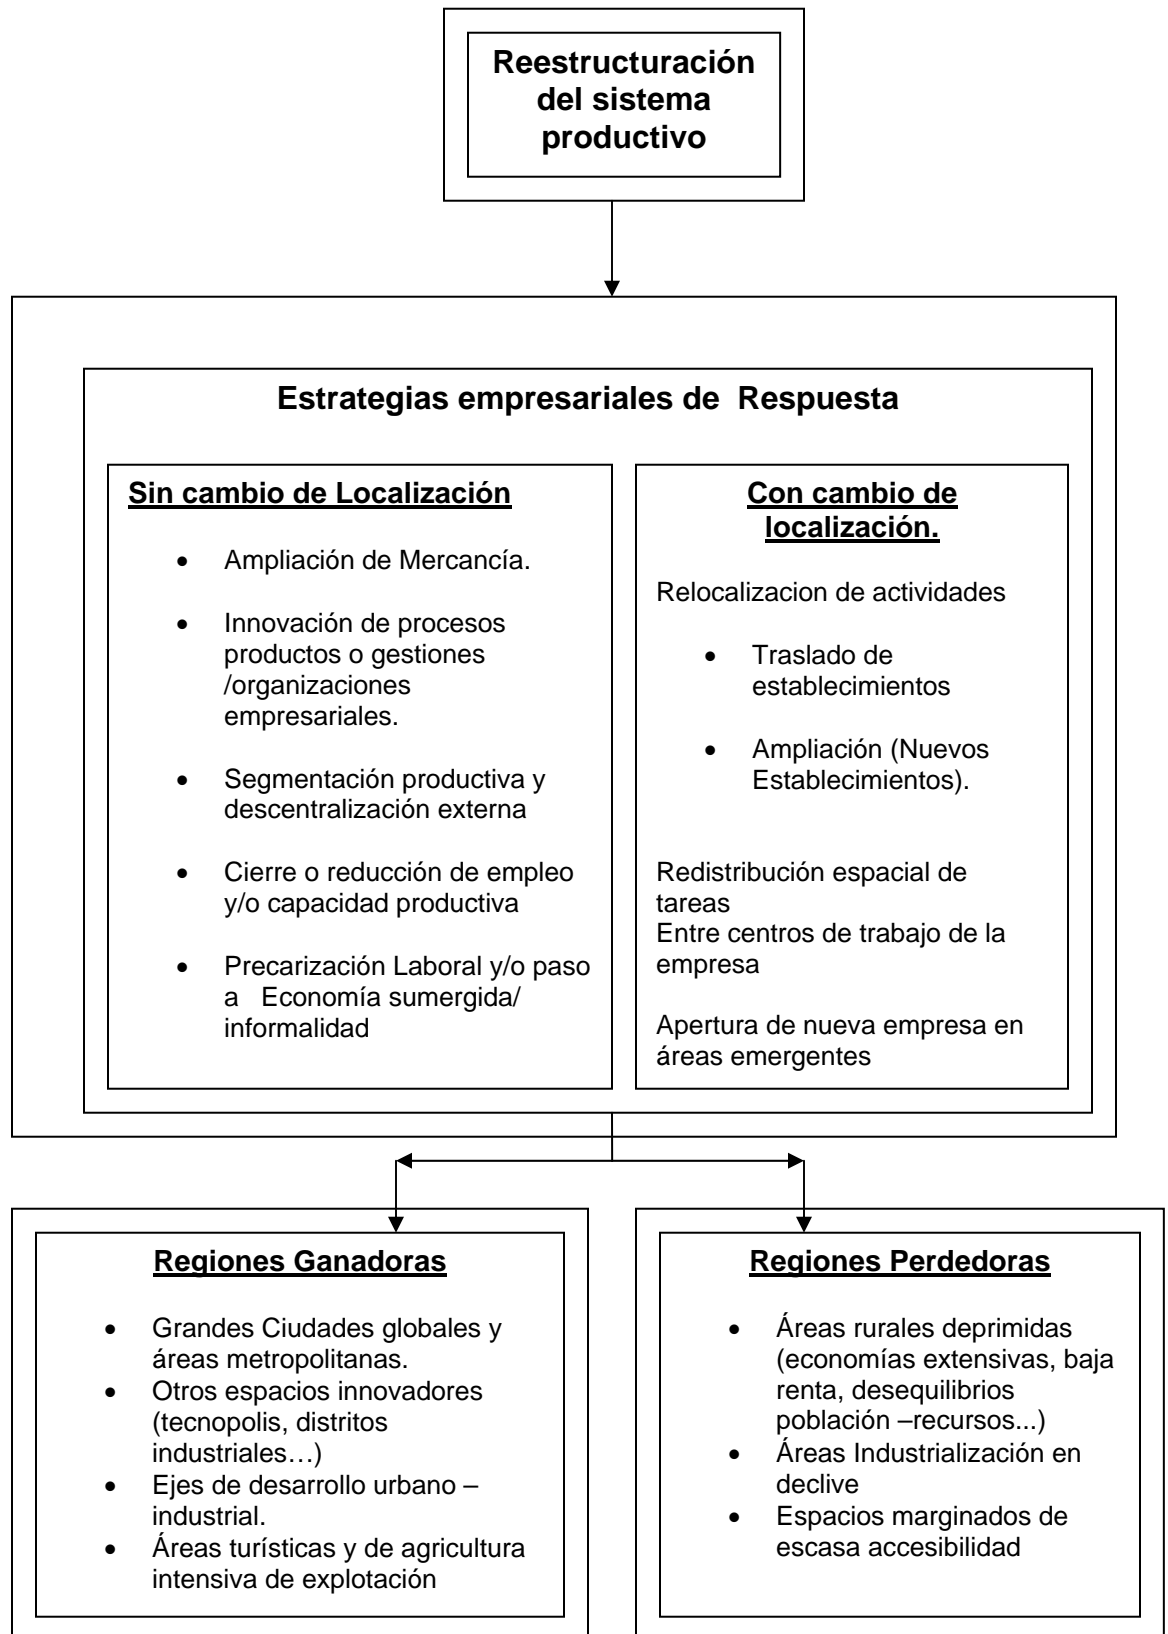 Reestructuración
del sistema
productivo
Estrategias empresariales de  Respuesta
Sin cambio de Localización
• Ampliación de Mercancía.
• Innovación de procesos
productos o gestiones
/organizaciones
empresariales.
• Segmentación productiva y
descentralización externa
• Cierre o reducción de empleo
y/o capacidad productiva
• Precarización Laboral y/o paso
a   Economía sumergida/
informalidad
Con cambio de
localización.
Relocalizacion de actividades
• Traslado de
establecimientos
• Ampliación (Nuevos
Establecimientos).
Redistribución espacial de
tareas
Entre centros de trabajo de la
empresa
Apertura de nueva empresa en
áreas emergentes
Regiones Ganadoras
• Grandes Ciudades globales y
áreas metropolitanas.
• Otros espacios innovadores
(tecnopolis, distritos
industriales…)
• Ejes de desarrollo urbano –
industrial.
• Áreas turísticas y de agricultura
intensiva de explotación
Regiones Perdedoras
• Áreas rurales deprimidas
(economías extensivas, baja
renta, desequilibrios
población –recursos...)
• Áreas Industrialización en
declive
• Espacios marginados de
escasa accesibilidad